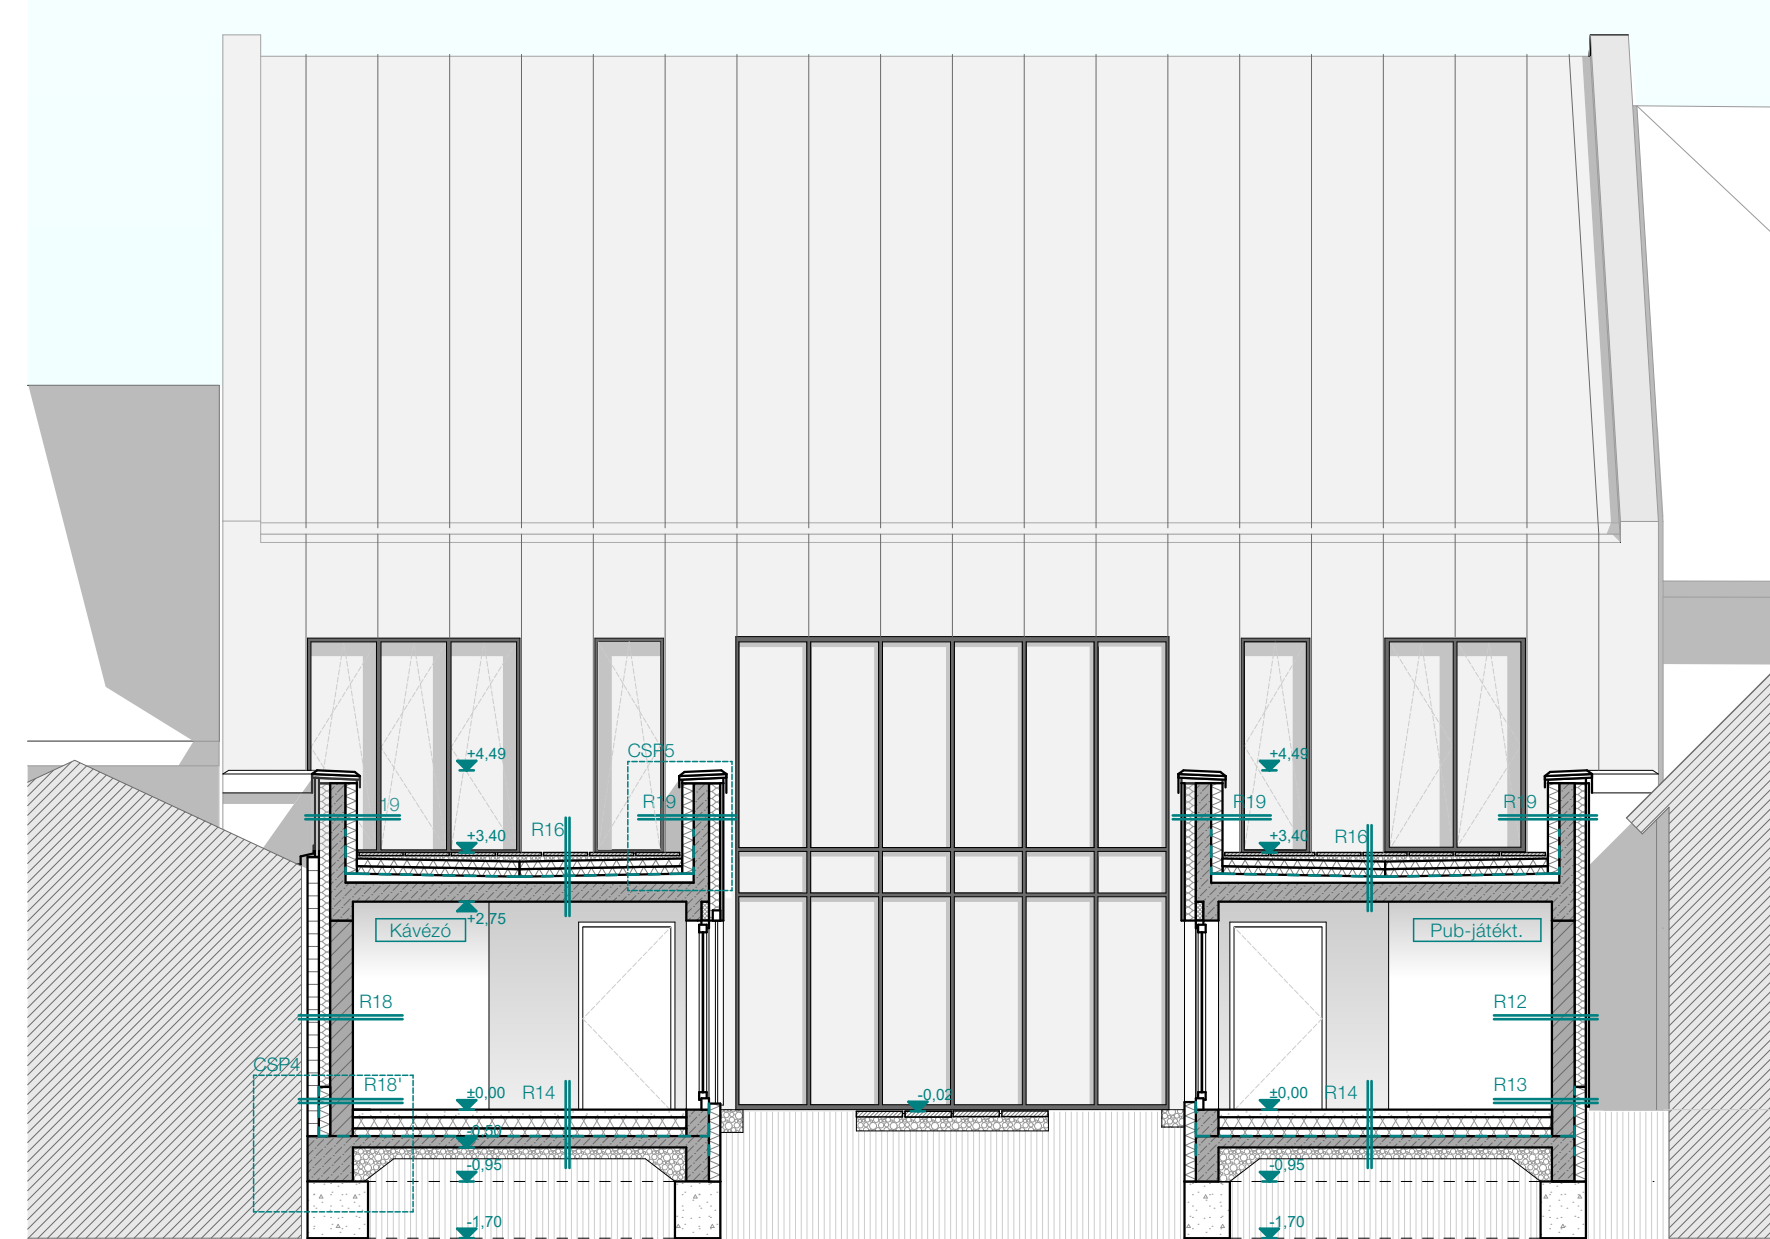 CSP5
+4,49
+4,49
19
R19
R19
R19
+3,40
R16
+3,40
R16
+2,75
Kávézó
Pub-játékt.
R18
R12
CSP4
R18'
±0,00
R14
-0,02
±0,00
R14
R13
-0,50
-0,95
-0,95
-1,70
-1,70